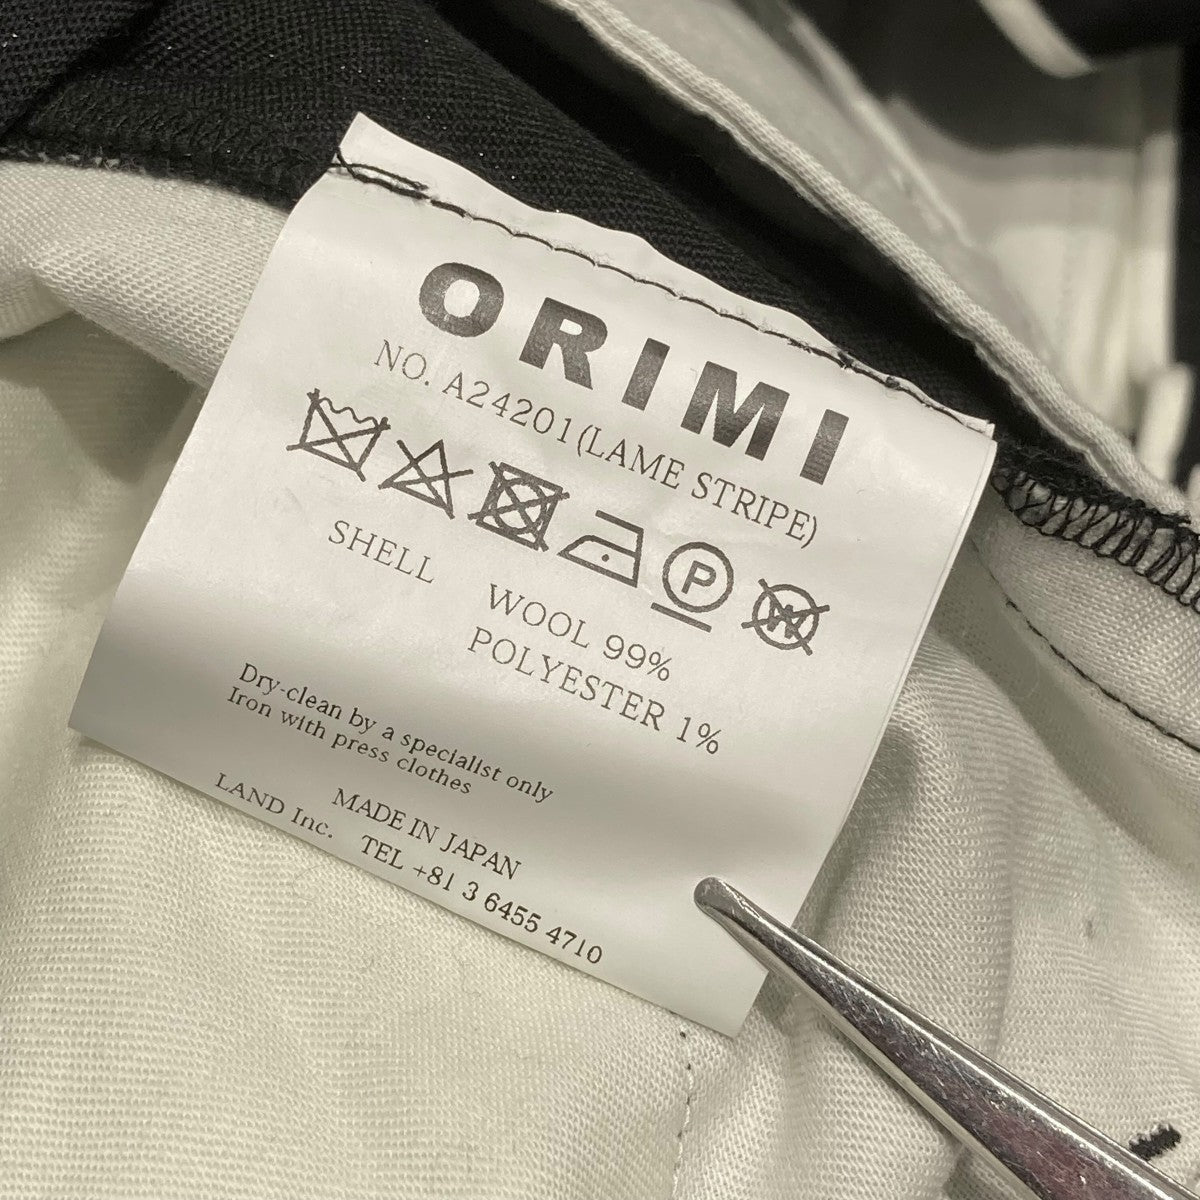 ORIMI
NO. A24201(LAME STRIPE)
P W
SHELL WOOL 99%
POLYESTER 1%
Dry-clean by a specialist only
Iron with press clothes
MADE IN JAPAN
LAND Inc. TEL +81 3 6455 4710